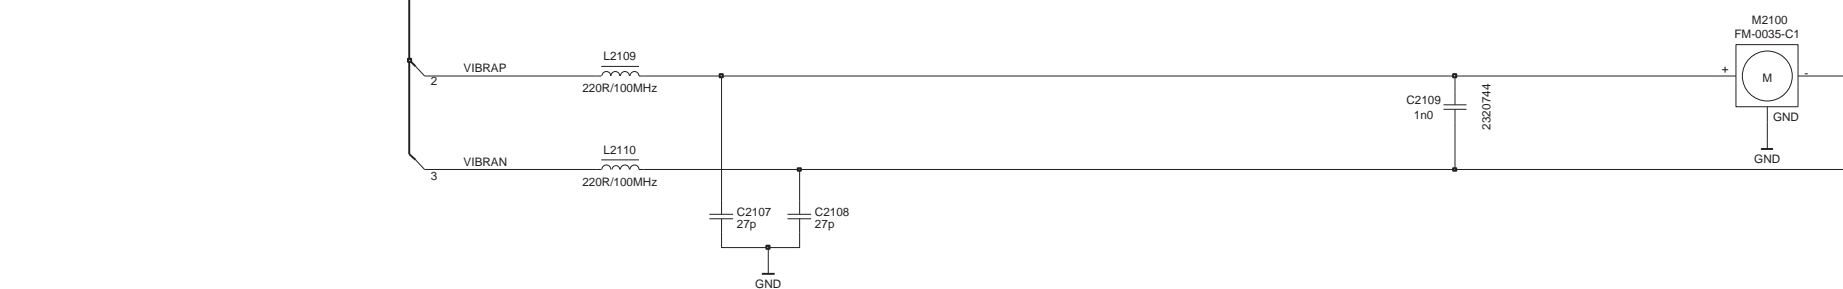 M2100
FM-0035-C1
L2109
VIBRAP
2
220R/100MHz
+
M
-
C2109
1n0
2320744
GND
GND
L2110
VIBRAN
3
220R/100MHz
C2107
27p
C2108
27p
GND